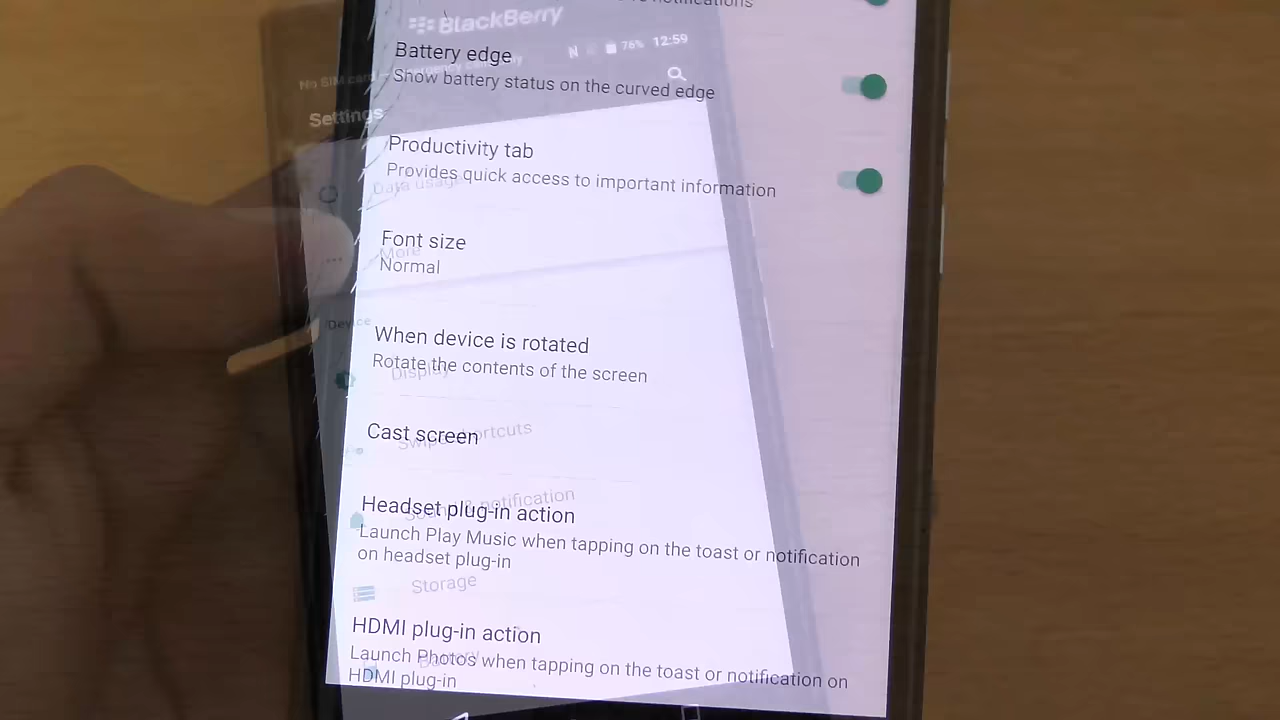 notifications
BlackBerry
Battery edge
76% 12:59
Show battery status on the curved edge
No SIM card
Settings
Productivity tab
Provides quick access to important information
Data usage
Font size
More
Normal
Device
When device is rotated
Rotate the contents of the screen
Display
Cast screen
Swipe shortcuts
Headset plug-in action
notification
Launch Play Music when tapping on the toast or notification
on headset plug-in
Storage
HDMI plug-in action
Battery
Launch Photos when tapping on the toast or notification on
HDMI plug-in